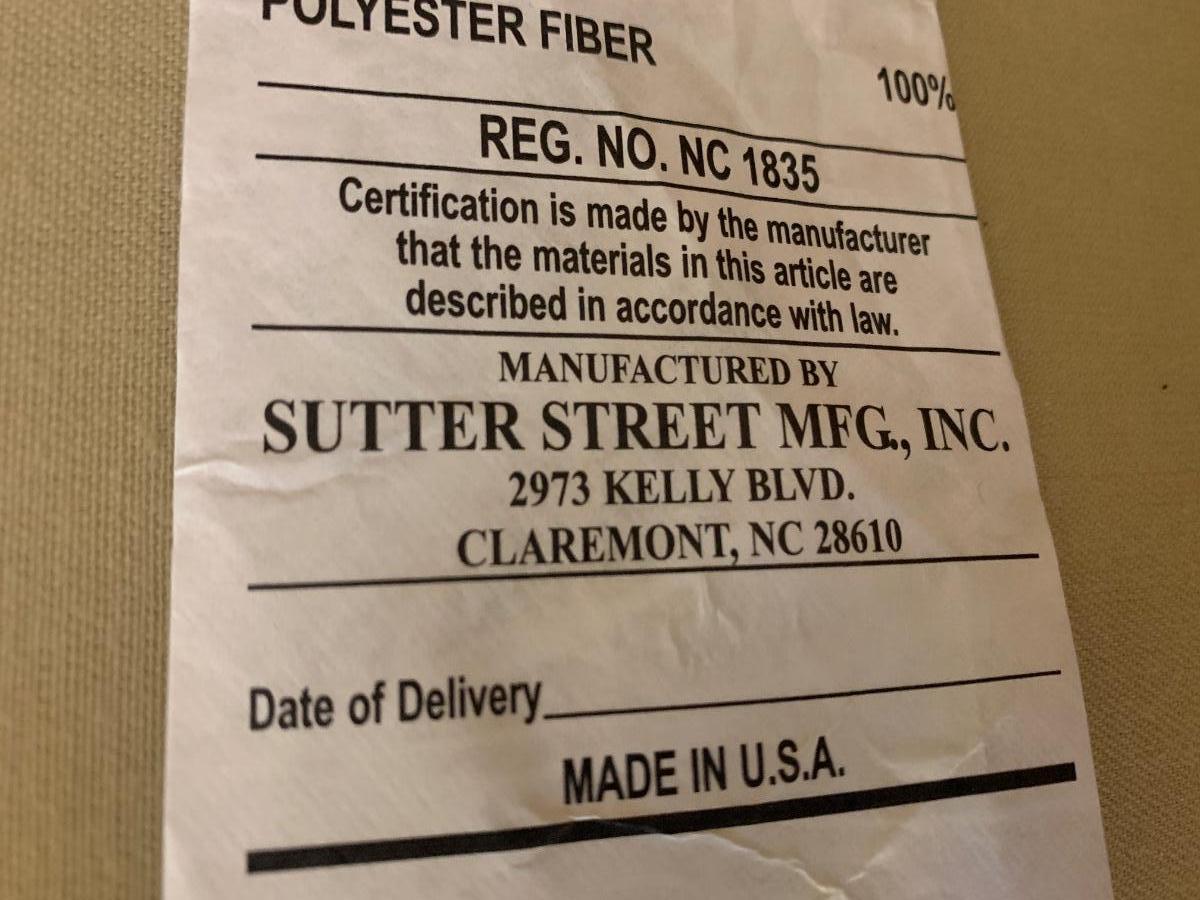 POLYESTER FIBER
100%
REG. NO. NC 1835
Certification is made by the manufacturer
that the materials in this article are
described in accordance with law.
MANUFACTURED BY
SUTTER STREET MFG., INC.
2973 KELLY BLVD.
CLAREMONT, NC 28610
Date of Delivery
MADE IN U.S.A.